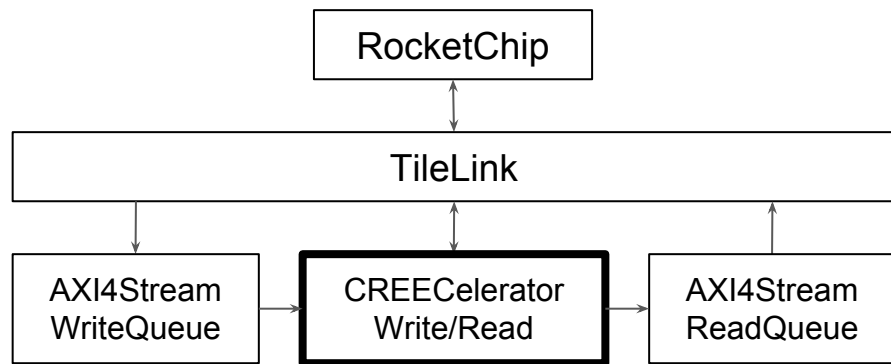 RocketChip
TileLink
AXI4Stream
WriteQueue
CREECelerator
Write/Read
AXI4Stream
ReadQueue